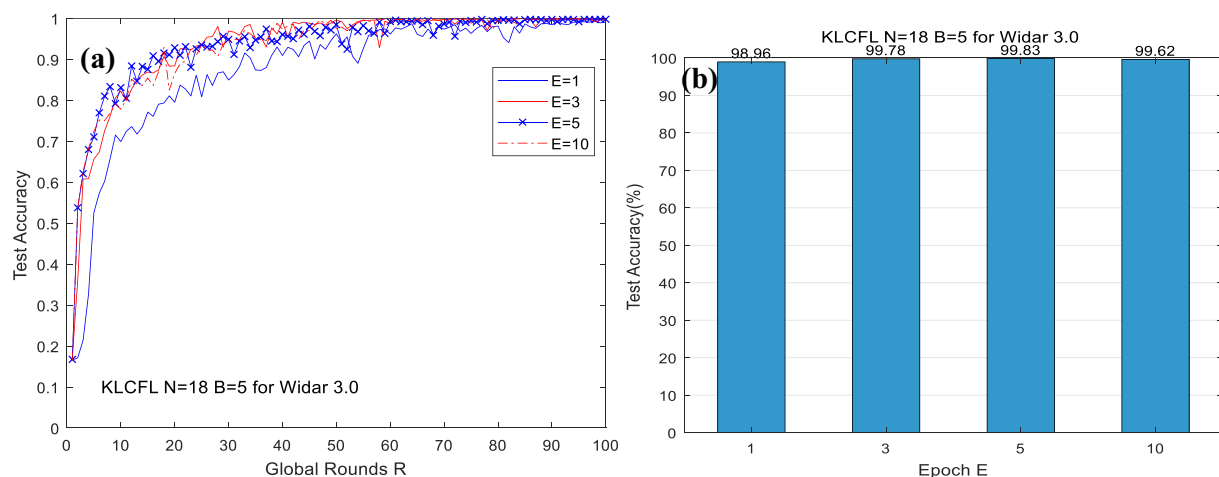 (a)
1
0.9
0.8
0.7
0.6
0.5
0.4
0.3
0.2
0.1
0
Test Accuracy
E=1
E=3
E=5
E=10
KLCFL N=18 B=5 for Widar 3.0
0 10 20 30 40 50 60 70 80 90 100
Global Rounds R
KLCFL N=18 B=5 for Widar 3.0
(b)
98.96 99.78 99.83 99.62
100
90
80
70
60
50
40
30
20
10
0
Test Accuracy(%)
1 3 5 10
Epoch E